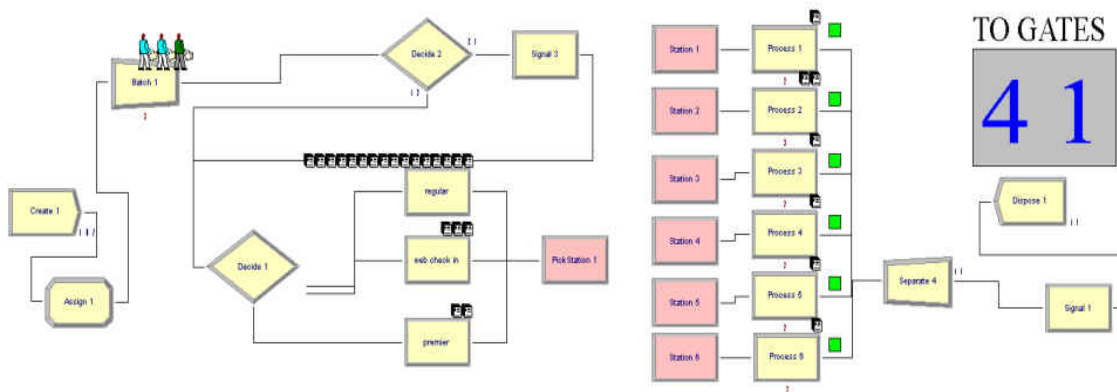 TO GATES
4 1
Batch 1
Decide 2
Signal 3
Create 1
Assign 1
Decide 1
regular
web check in
premier
PickStation 1
Station 1
Process 1
Station 2
Process 2
Station 3
Process 3
Station 4
Process 4
Station 5
Process 5
Station 6
Process 6
Separate 4
Dispose 1
Signal 1